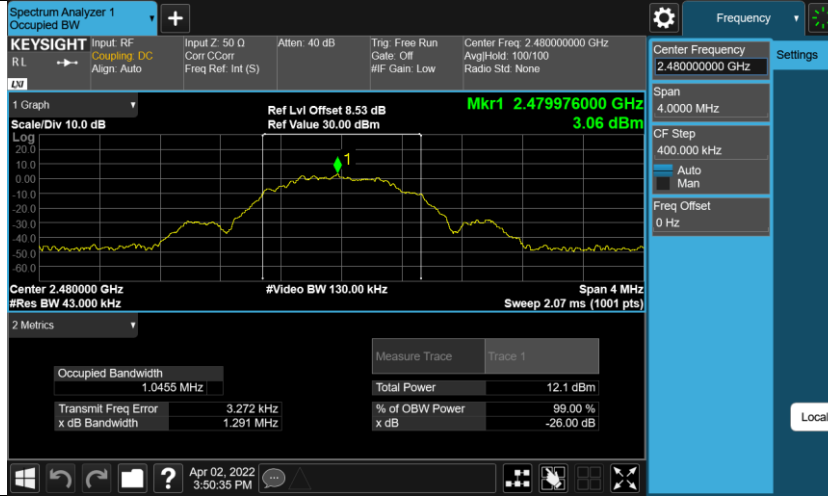 Spectrum Analyzer 1
Occupied BW
+
Frequency
KEYSIGHT
R L
LXI
Input: RF
Coupling: DC
Align: Auto
Input Z: 50 Ω
Corr CCorr
Freq Ref: Int (S)
Atten: 40 dB
Trig: Free Run
Gate: Off
#IF Gain: Low
Center Freq: 2.480000000 GHz
Avg|Hold: 100/100
Radio Std: None
Center Frequency
2.480000000 GHz
Settings
Span
4.0000 MHz
CF Step
400.000 kHz
Auto
Man
Freq Offset
0 Hz
1 Graph
Scale/Div 10.0 dB
Ref Lvl Offset 8.53 dB
Ref Value 30.00 dBm
Mkr1 2.479976000 GHz
3.06 dBm
Log
20.0
10.0
0.00
-10.0
-20.0
-30.0
-40.0
-50.0
-60.0
1
Center 2.480000 GHz
#Video BW 130.00 kHz
Span 4 MHz
#Res BW 43.000 kHz
Sweep 2.07 ms (1001 pts)
2 Metrics
Measure Trace
Trace 1
Occupied Bandwidth
1.0455 MHz
Total Power
12.1 dBm
Transmit Freq Error
3.272 kHz
% of OBW Power
99.00 %
x dB Bandwidth
1.291 MHz
x dB
-26.00 dB
Local
?
Apr 02, 2022
3:50:35 PM